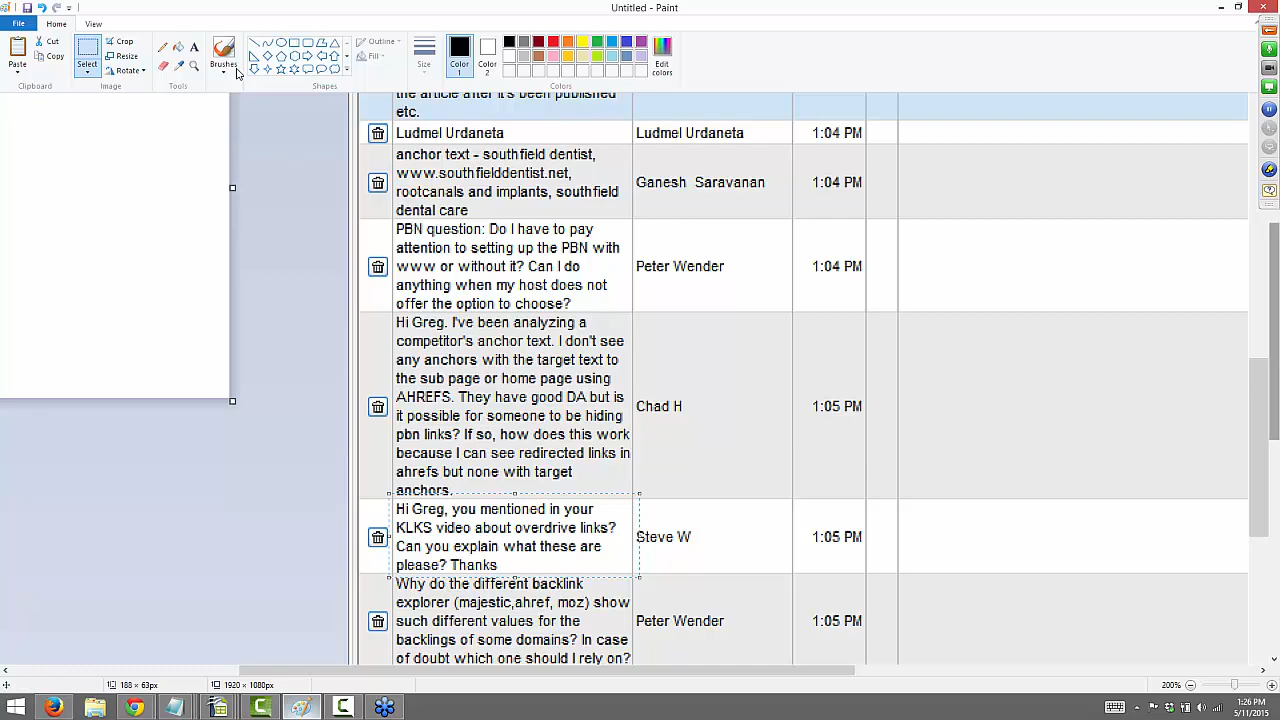 Untitled - Paint
File
Home
View
Paste
Cut
Copy
Clipboard
Select
Crop
Resize
Rotate
Image
Tools
Brushes
Shapes
Outline
Fill
Size
Color 1
Color 2
Edit colors
Colors
the article after it's been published
etc.
Ludmel Urdaneta Ludmel Urdaneta 1:04 PM
anchor text - southfield dentist,
www.southfielddentist.net,
rootcanals and implants, southfield
dental care
Ganesh Saravanan 1:04 PM
PBN question: Do I have to pay
attention to setting up the PBN with
www or without it? Can I do
anything when my host does not
offer the option to choose?
Peter Wender 1:04 PM
Hi Greg. I've been analyzing a
competitor's anchor text. I don't see
any anchors with the target text to
the sub page or home page using
AHREFS. They have good DA but is
it possible for someone to be hiding
pbn links? If so, how does this work
because I can see redirected links in
ahrefs but none with target
anchors.
Chad H 1:05 PM
Hi Greg, you mentioned in your
KLKS video about overdrive links?
Can you explain what these are
please? Thanks
Steve W 1:05 PM
Why do the different backlink
explorer (majestic,ahref, moz) show
such different values for the
backlings of some domains? In case
of doubt which one should I rely on?
Peter Wender 1:05 PM
188 × 63px
1920 × 1080px
200%
1:26 PM
5/11/2015